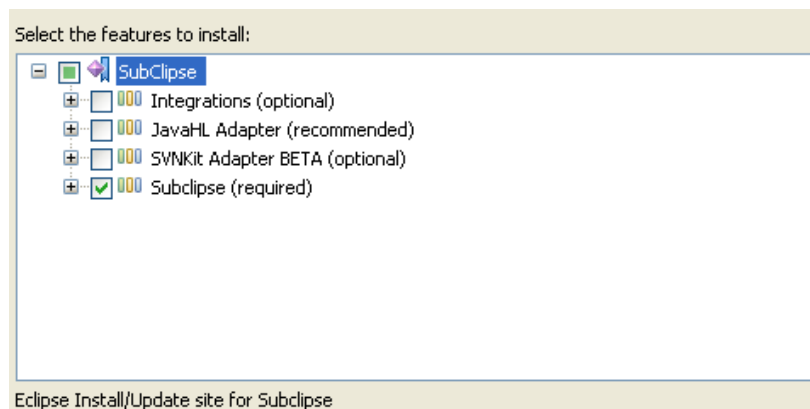 Select the features to install:
SubClipse
Integrations (optional)
JavaHL Adapter (recommended)
SVNKit Adapter BETA (optional)
Subclipse (required)
Eclipse Install/Update site for Subclipse